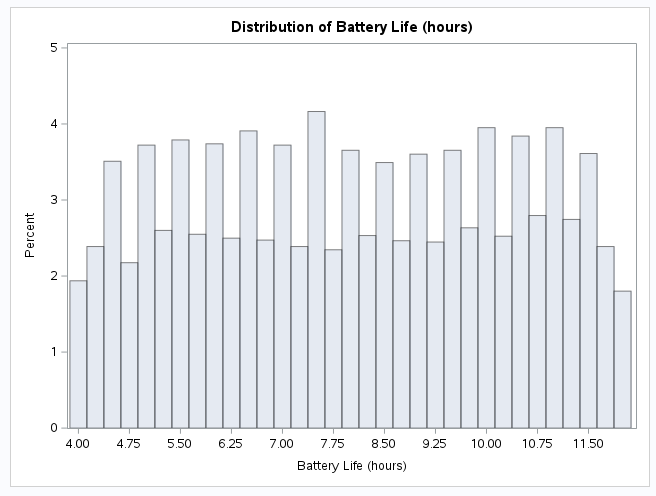 Distribution of Battery Life (hours)
5
4
3
2
1
0
Percent
4.00 4.75 5.50 6.25 7.00 7.75 8.50 9.25 10.00 10.75 11.50
Battery Life (hours)